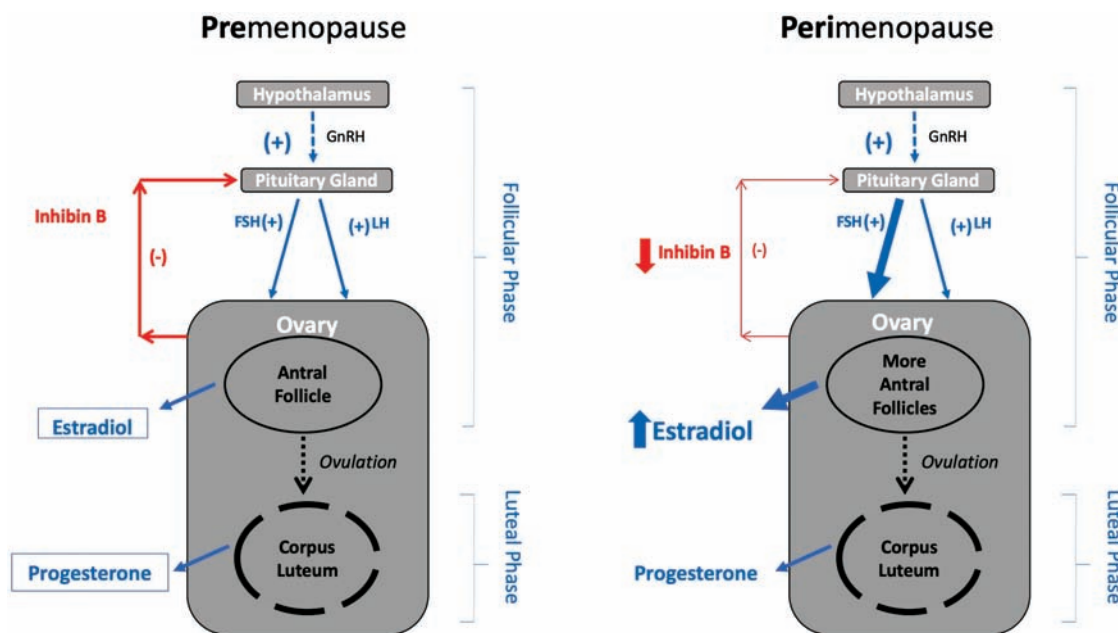 Premenopause
Hypothalamus
(+)
GnRH
Pituitary Gland
Inhibin B
(-)
FSH(+)
(+)LH
Ovary
Antral
Follicle
Estradiol
Ovulation
Corpus
Luteum
Progesterone
Follicular Phase
Luteal Phase
Perimenopause
Hypothalamus
(+)
GnRH
Pituitary Gland
Inhibin B
(-)
FSH(+)
(+)LH
Ovary
More
Antral
Follicles
Estradiol
Ovulation
Corpus
Luteum
Progesterone
Follicular Phase
Luteal Phase